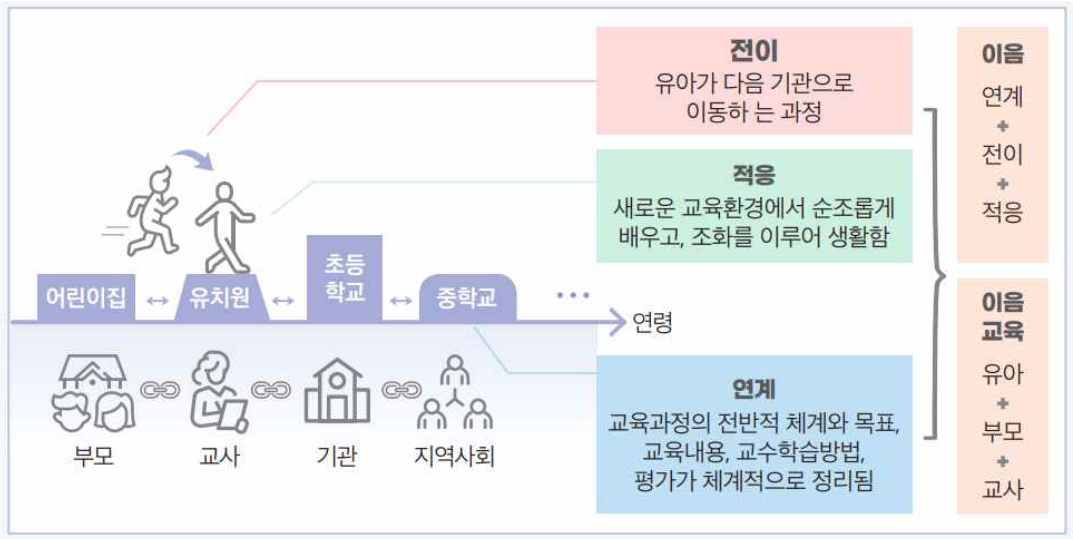 전이
유아가 다음 기관으로
이동하 는 과정
적응
새로운 교육환경에서 순조롭게
배우고, 조화를 이루어 생활함
어린이집
유치원
초등
학교
중학교
...
연령
부모
교사
기관
지역사회
연계
교육과정의 전반적 체계와 목표,
교육내용, 교수학습방법,
평가가 체계적으로 정리됨
이음
연계
+
전이
+
적응
이음
교육
유아
+
부모
+
교사